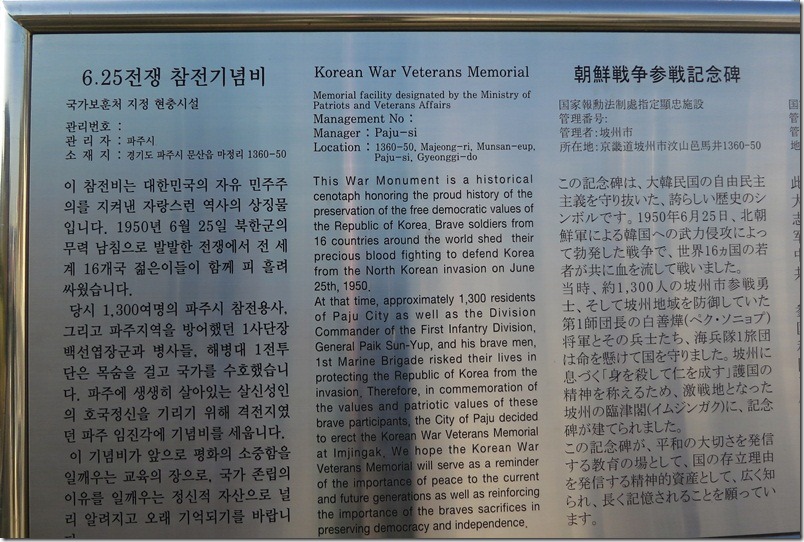 6.25전쟁 참전기념비
국가보훈처 지정 현충시설
관리번호 :
관 리 자 : 파주시
소 재 지 : 경기도 파주시 문산읍 마정리 1360-50
이 참전비는 대한민국의 자유 민주주
의를 지켜낸 자랑스런 역사의 상징물
입니다. 1950년 6월 25일 북한군의
무력 남침으로 발발한 전쟁에서 전 세
계 16개국 젊은이들이 함께 피 흘려
싸웠습니다.
당시 1,300여명의 파주시 참전용사,
그리고 파주지역을 방어했던 1사단장
백선엽장군과 병사들, 해병대 1전투
단은 목숨을 걸고 국가를 수호했습니
다. 파주에 생생히 살아있는 살신성인
의 호국정신을 기리기 위해 격전지였
던 파주 임진각에 기념비를 세웁니다.
이 기념비가 앞으로 평화의 소중함을
일깨우는 교육의 장으로, 국가 존립의
이유를 일깨우는 정신적 자산으로 널
리 알려지고 오래 기억되기를 바랍니
Korean War Veterans Memorial
Memorial facility designated by the Ministry of
Patriots and Veterans Affairs
Management No :
Manager : Paju-si
Location : 1360-50, Majeong-ri, Munsan-eup,
Paju-si, Gyeonggi-do
This War Monument is a historical
cenotaph honoring the proud history of the
preservation of the free democratic values of
the Republic of Korea. Brave soldiers from
16 countries around the world shed their
precious blood fighting to defend Korea
from the North Korean invasion on June
25th, 1950.
At that time, approximately 1,300 residents
of Paju City as well as the Division
Commander of the First Infantry Division,
General Paik Sun-Yup, and his brave men,
1st Marine Brigade risked their lives in
protecting the Republic of Korea from the
invasion. Therefore, in commemoration of
the values and patriotic values of these
brave participants, the City of Paju decided
to erect the Korean War Veterans Memorial
at Imjingak. We hope the Korean War
Veterans Memorial will serve as a reminder
of the importance of peace to the current
and future generations as well as reinforcing
the importance of the braves sacrifices in
preserving democracy and independence.
朝鮮戦争参戦記念碑
国家報勲法制處指定顯忠施設
管理番号:
管理者: 坡州市
所在地: 京畿道坡州市汶山邑馬井1360-50
この記念碑は、大韓民国の自由民主
主義を守り抜いた、誇らしい歴史のシ
ンボルです。1950年6月25日、北朝
鮮軍による韓国への武力侵攻によっ
て勃発した戦争で、世界16ヵ国の若
者が共に血を流して戦いました。
当時、約1,300人の坡州市参戦勇
士、そして坡州地域を防御していた
第1師団長の白善燁(ペク・ソニョプ)
将軍とその兵士たち、海兵隊1旅団
は命を懸けて国を守りました。坡州に
息づく「身を殺して仁を成す」護国の
精神を称えるため、激戦地となった
坡州の臨津閣(イムジンガク)に、記念
碑が建てられました。
この記念碑が、平和の大切さを発信
する教育の場として、国の存立理由
を発信する精神的資産として、広く知
られ、長く記憶されることを願ってい
ます。